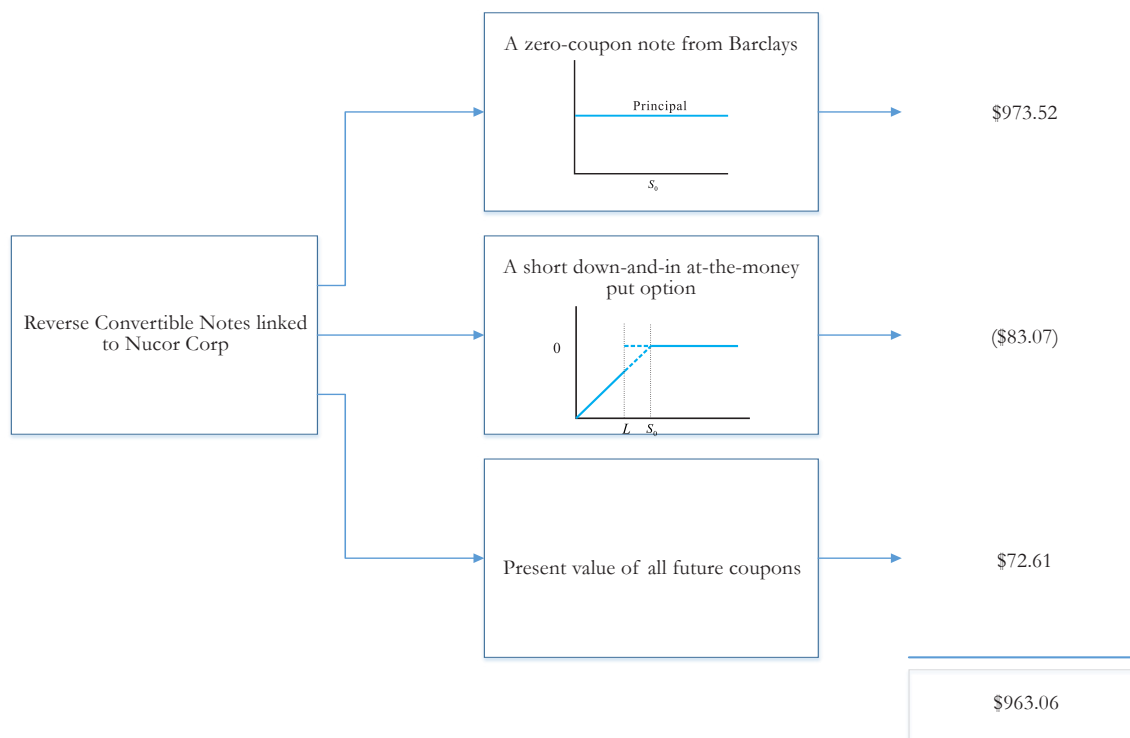 A zero-coupon note from Barclays
Principal
S₀
$973.52
Reverse Convertible Notes linked
to Nucor Corp
A short down-and-in at-the-money
put option
0
L S₀
($83.07)
Present value of all future coupons
$72.61
$963.06